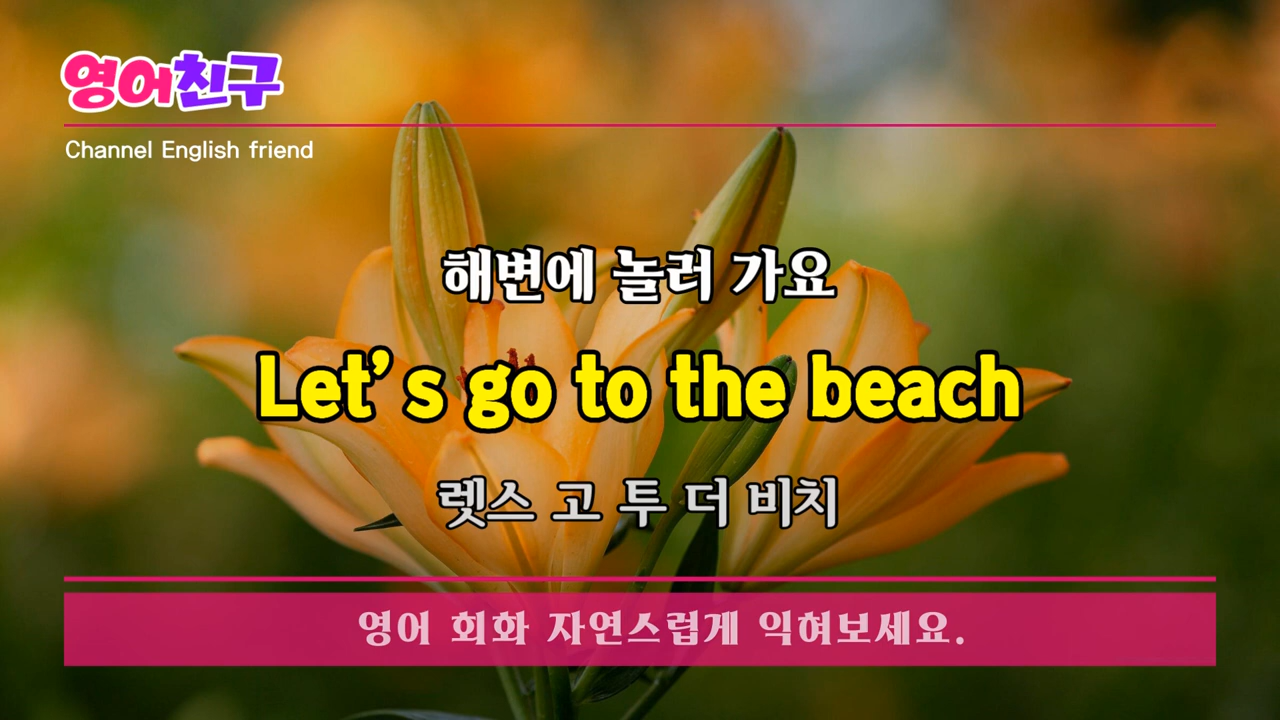 영어친구
Channel English friend
해변에 놀러 가요
Let’s go to the beach
렛스 고 투 더 비치
영어 회화 자연스럽게 익혀보세요.